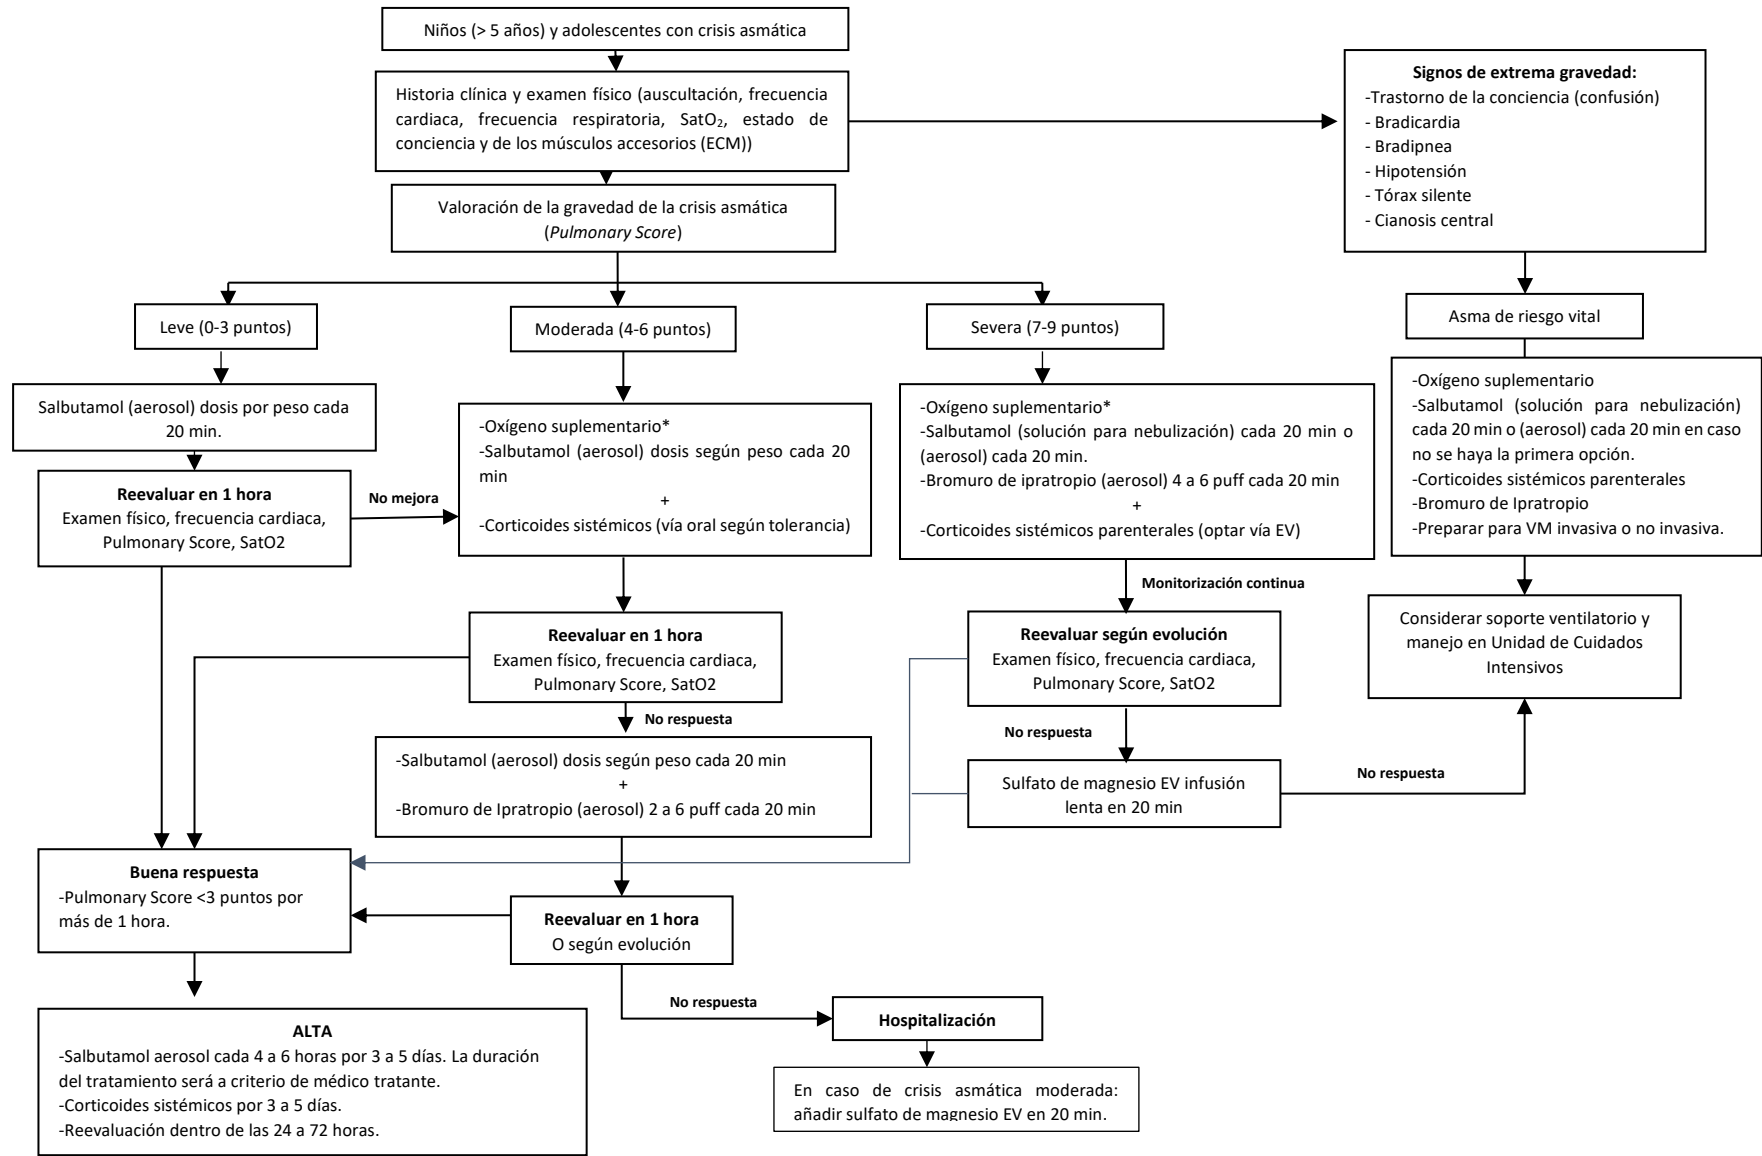 Niños (> 5 años) y adolescentes con crisis asmática
Historia clínica y examen físico (auscultación, frecuencia
cardiaca, frecuencia respiratoria, SatO₂, estado de
conciencia y de los músculos accesorios (ECM))
Signos de extrema gravedad:
-Trastorno de la conciencia (confusión)
- Bradicardia
- Bradipnea
- Hipotensión
- Tórax silente
- Cianosis central
Valoración de la gravedad de la crisis asmática
(Pulmonary Score)
Leve (0-3 puntos)
Moderada (4-6 puntos)
Severa (7-9 puntos)
Asma de riesgo vital
Salbutamol (aerosol) dosis por peso cada
20 min.
Reevaluar en 1 hora
Examen físico, frecuencia cardiaca,
Pulmonary Score, SatO2
No mejora
-Oxígeno suplementario*
-Salbutamol (aerosol) dosis según peso cada 20
min
+
-Corticoides sistémicos (vía oral según tolerancia)
-Oxígeno suplementario*
-Salbutamol (solución para nebulización) cada 20 min o
(aerosol) cada 20 min.
-Bromuro de ipratropio (aerosol) 4 a 6 puff cada 20 min
+
-Corticoides sistémicos parenterales (optar vía EV)
-Oxígeno suplementario
-Salbutamol (solución para nebulización)
cada 20 min o (aerosol) cada 20 min en caso
no se haya la primera opción.
-Corticoides sistémicos parenterales
-Bromuro de Ipratropio
-Preparar para VM invasiva o no invasiva.
Monitorización continua
Reevaluar en 1 hora
Examen físico, frecuencia cardiaca,
Pulmonary Score, SatO2
Reevaluar según evolución
Examen físico, frecuencia cardiaca,
Pulmonary Score, SatO2
Considerar soporte ventilatorio y
manejo en Unidad de Cuidados
Intensivos
No respuesta
No respuesta
-Salbutamol (aerosol) dosis según peso cada 20 min
+
-Bromuro de Ipratropio (aerosol) 2 a 6 puff cada 20 min
Sulfato de magnesio EV infusión
lenta en 20 min
No respuesta
Buena respuesta
-Pulmonary Score <3 puntos por
más de 1 hora.
Reevaluar en 1 hora
O según evolución
No respuesta
Hospitalización
En caso de crisis asmática moderada:
añadir sulfato de magnesio EV en 20 min.
ALTA
-Salbutamol aerosol cada 4 a 6 horas por 3 a 5 días. La duración
del tratamiento será a criterio de médico tratante.
-Corticoides sistémicos por 3 a 5 días.
-Reevaluación dentro de las 24 a 72 horas.